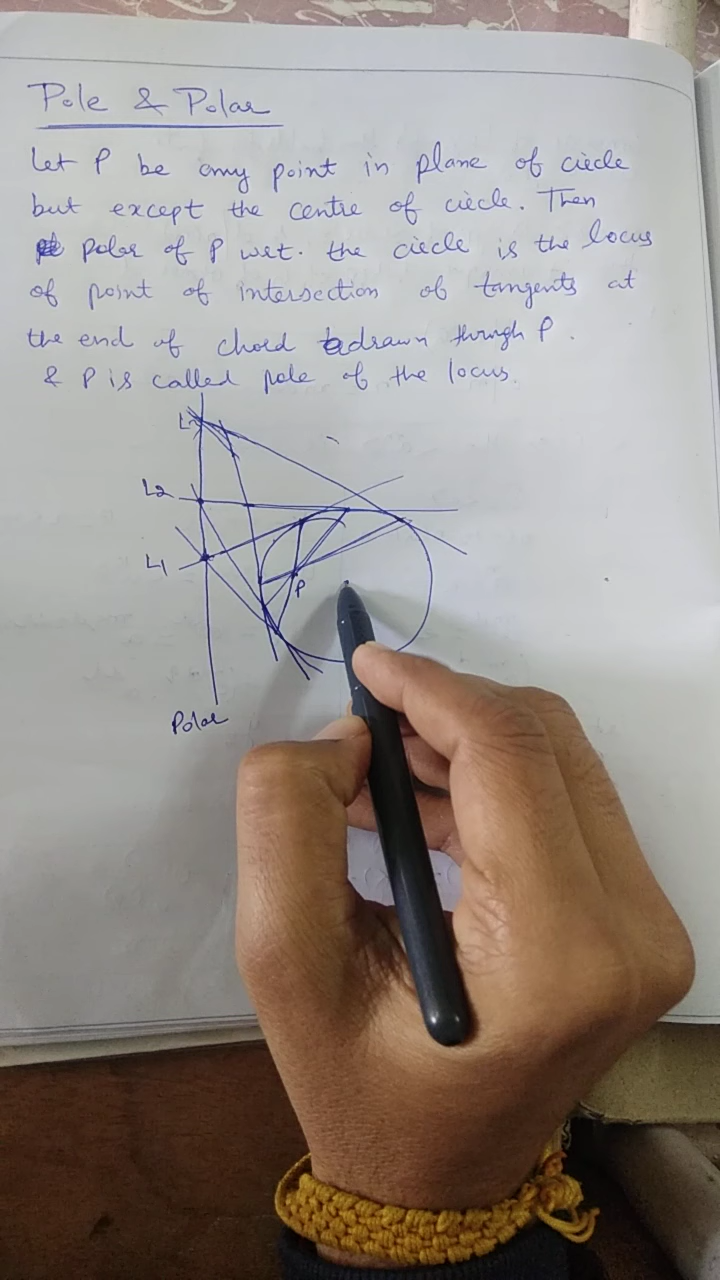 Pole & Polar
Let P be any point in plane of circle
but except the centre of circle. Then
polar of P wrt. the circle is the locus
of point of intersection of tangents at
the end of chord drawn through P.
& P is called pole of the locus.
L2
L1
P
Polar